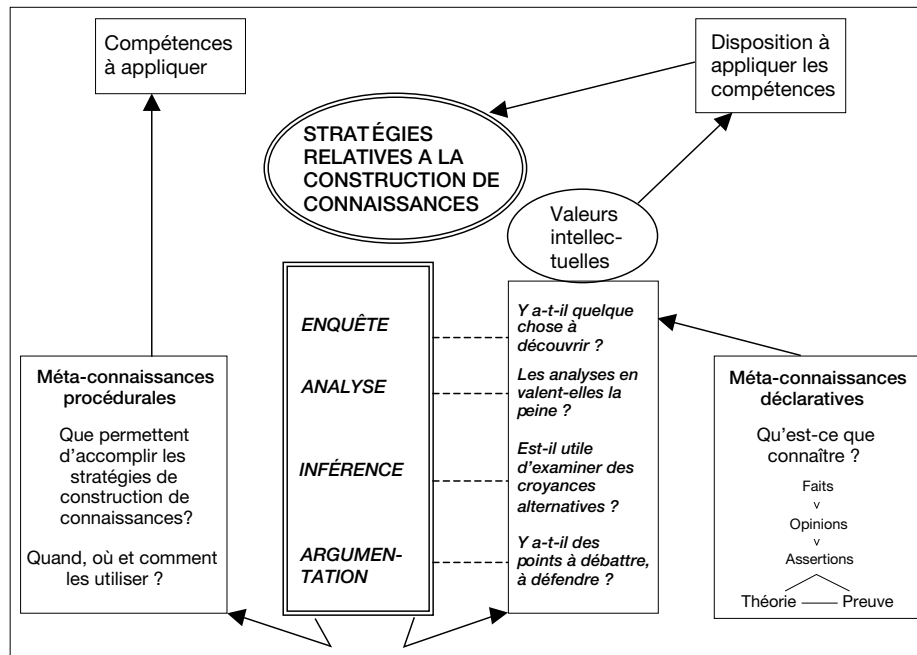 Compétences
à appliquer
Disposition à
appliquer les
compétences
STRATÉGIES
RELATIVES A LA
CONSTRUCTION DE
CONNAISSANCES
Valeurs
intellec-
tuelles
ENQUÊTE
ANALYSE
INFÉRENCE
ARGUMEN-
TATION
Y a-t-il quelque
chose à
découvrir ?
Les analyses en
valent-elles la
peine ?
Est-il utile
d'examiner des
croyances
alternatives ?
Y a-t-il des
points à débattre,
à défendre ?
Méta-connaissances
procédurales
Que permettent
d'accomplir les
stratégies de
construction de
connaissances?
Quand, où et comment
les utiliser ?
Méta-connaissances
déclaratives
Qu'est-ce que
connaître ?
Faits
v
Opinions
v
Assertions
Théorie Preuve